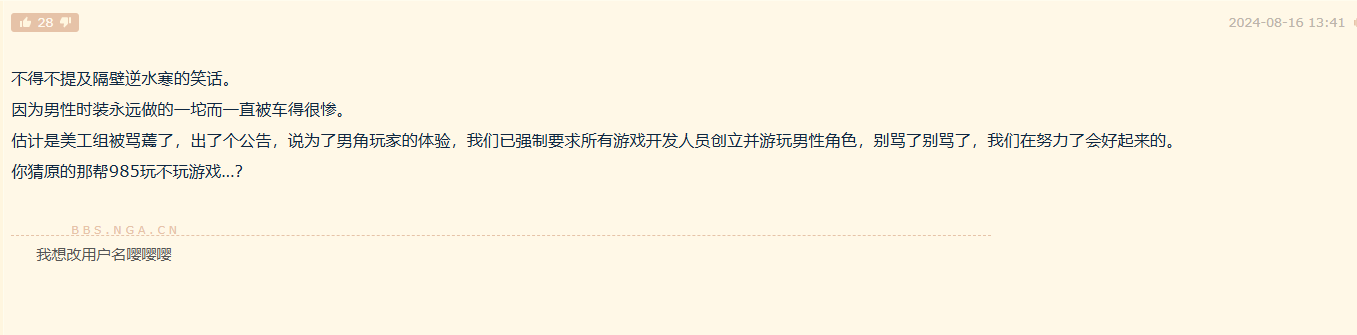 28
2024-08-16 13:41
不得不提及隔壁逆水寒的笑话。
因为男性时装永远做的一坨而一直被车得很惨。
估计是美工组被骂蔫了，出了个公告，说为了男角玩家的体验，我们已强制要求所有游戏开发人员创立并游玩男性角色，别骂了别骂了，我们在努力了会好起来的。
你猜原的那帮985玩不玩游戏...?
BBS.NGA.CN
我想改用户名嘤嘤嘤